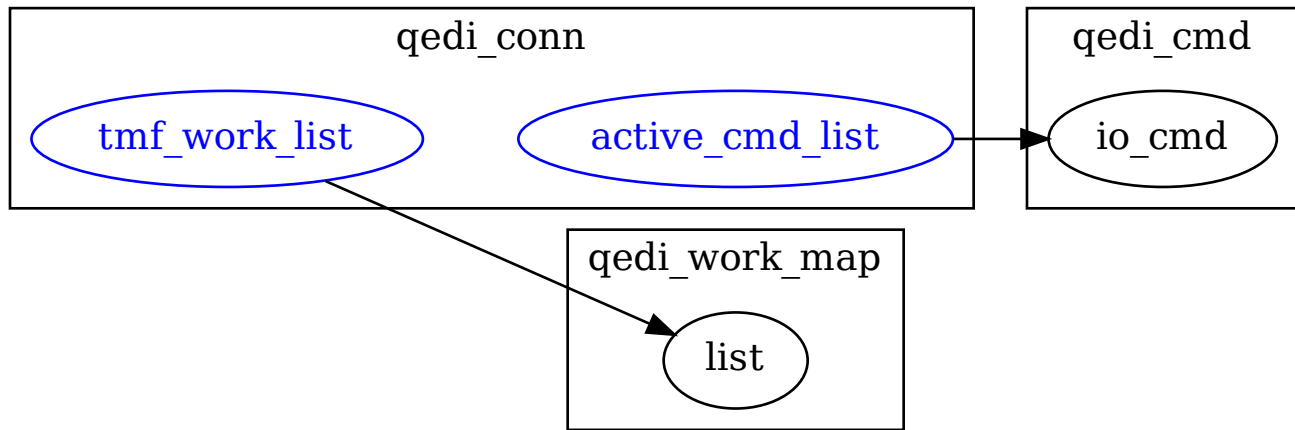 qedi_conn
tmf_work_list
active_cmd_list
qedi_cmd
io_cmd
qedi_work_map
list